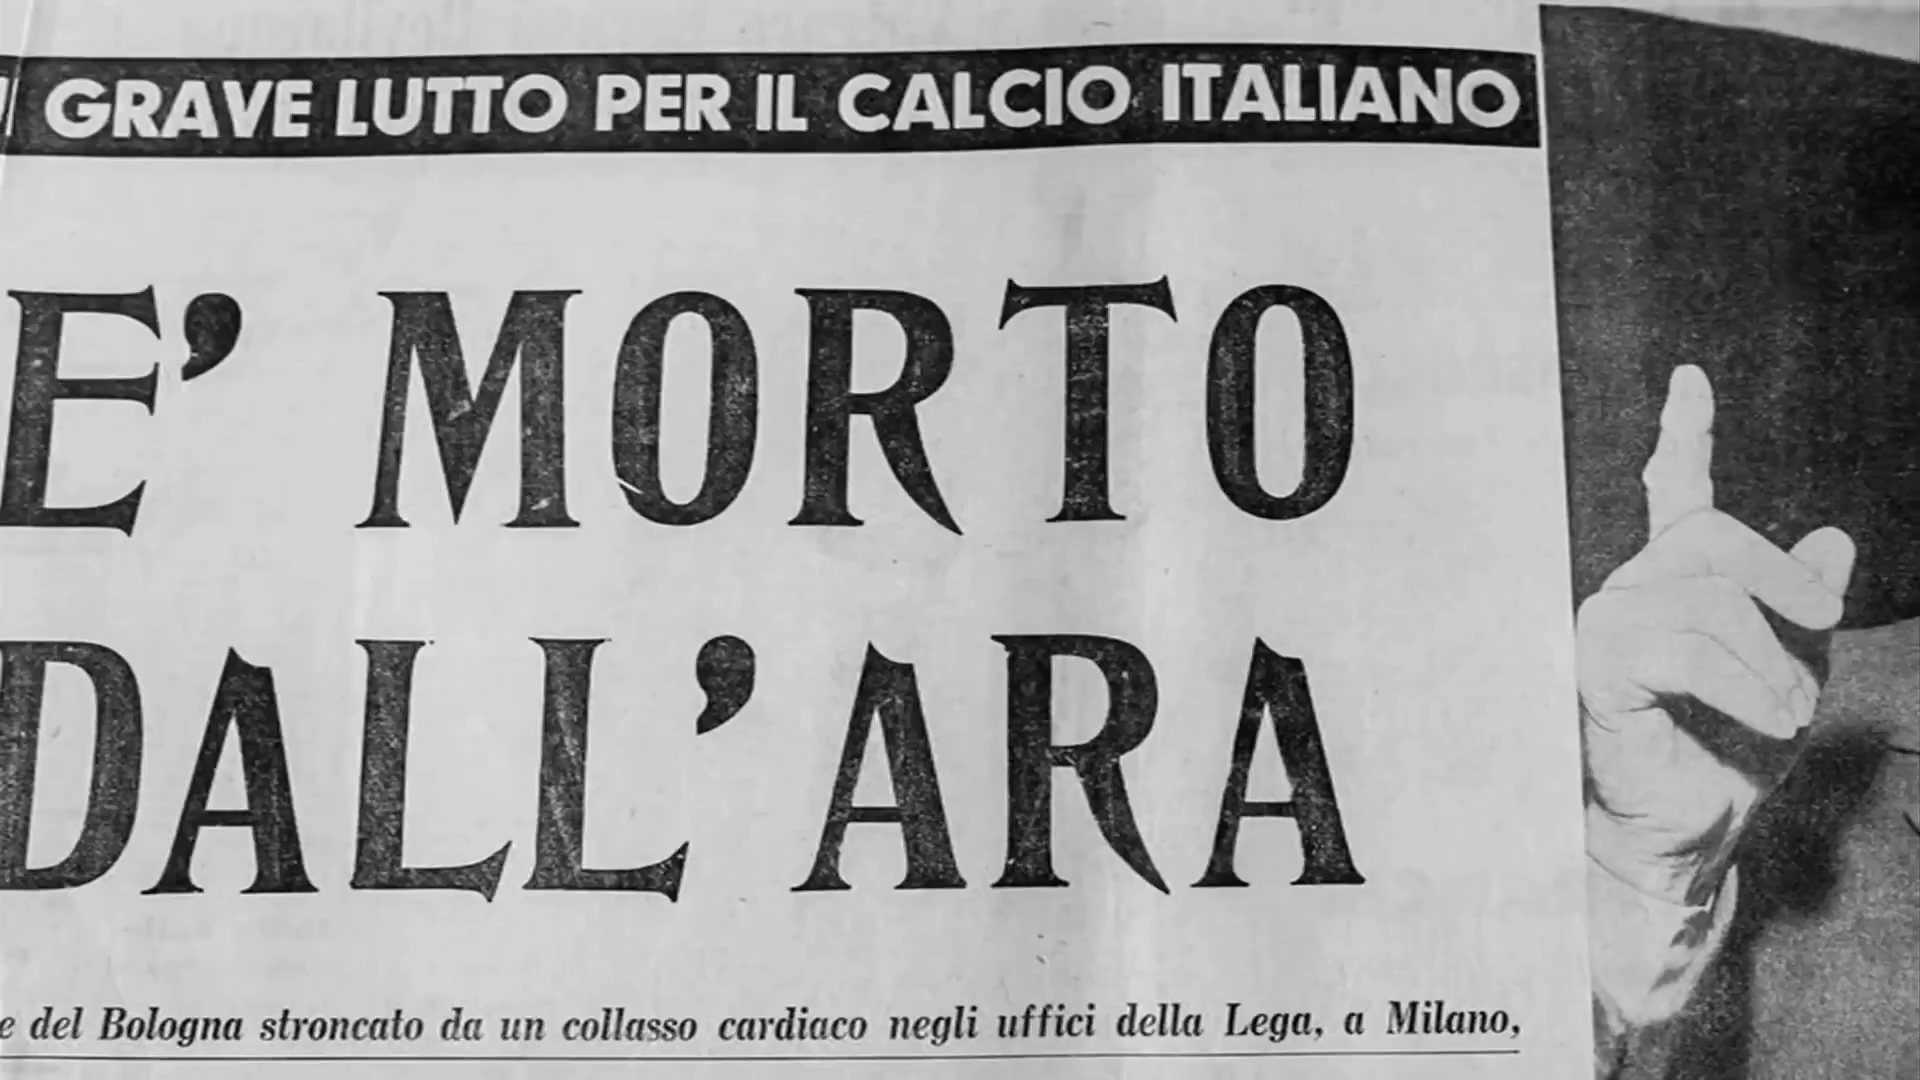 GRAVE LUTTO PER IL CALCIO ITALIANO
E' MORTO
DALL'ARA
e del Bologna stroncato da un collasso cardiaco negli uffici della Lega, a Milano,